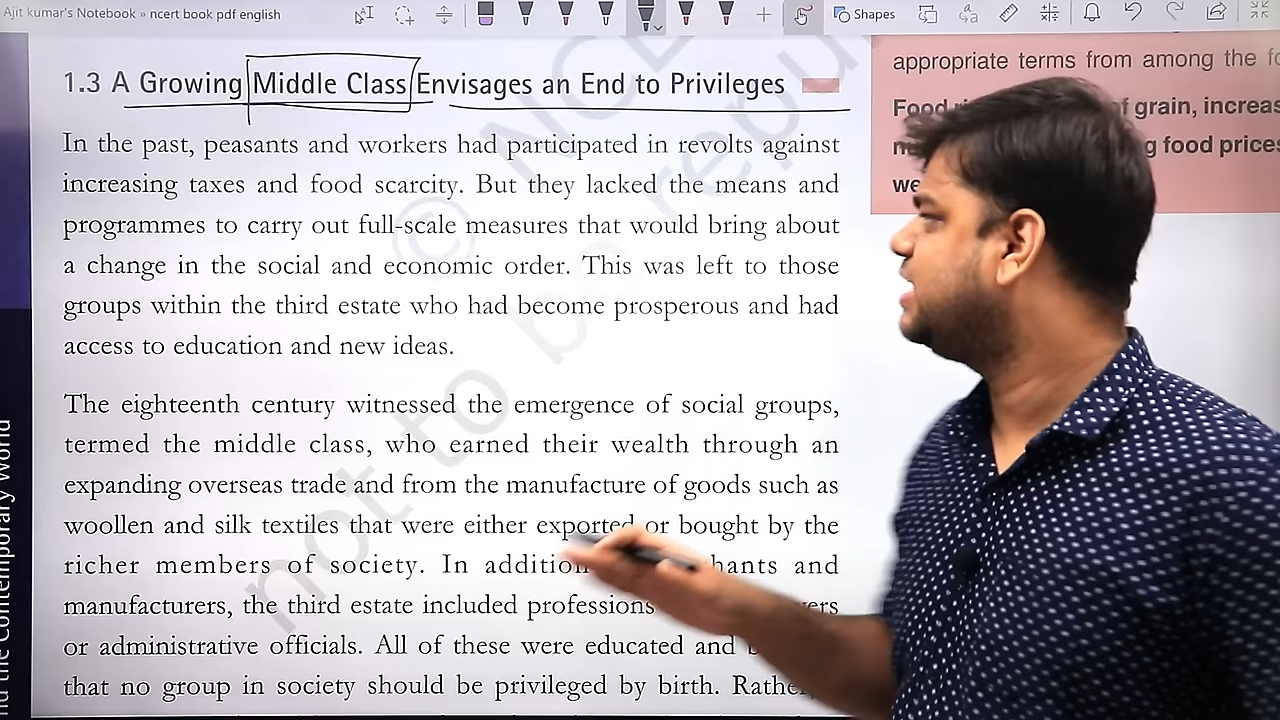 Ajit kumar's Notebook » ncert book pdf english
Shapes
1.3 A Growing Middle Class Envisages an End to Privileges
In the past, peasants and workers had participated in revolts against
increasing taxes and food scarcity. But they lacked the means and
programmes to carry out full-scale measures that would bring about
a change in the social and economic order. This was left to those
groups within the third estate who had become prosperous and had
access to education and new ideas.
The eighteenth century witnessed the emergence of social groups,
termed the middle class, who earned their wealth through an
expanding overseas trade and from the manufacture of goods such as
woollen and silk textiles that were either exported or bought by the
richer members of society. In addition and
manufacturers, the third estate included professions
or administrative officials. All of these were educated and
that no group in society should be privileged by birth. Rather,
appropriate terms from among the
Food of grain,
food prices
not to be
nd the Contemporary World